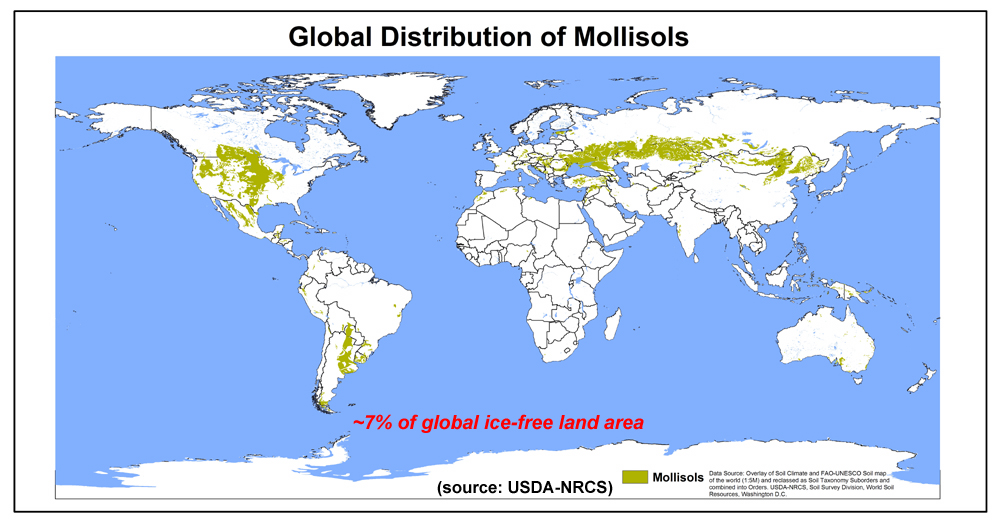 Global Distribution of Mollisols
~7% of global ice-free land area
(source: USDA-NRCS)
Mollisols
Data Source: Overlay of Soil Climate and FAO-UNESCO Soil map
of the world (1:5M) and reclassed as Soil Taxonomy Suborders and
combined into Orders. USDA-NRCS, Soil Survey Division, World Soil
Resources, Washington D.C.